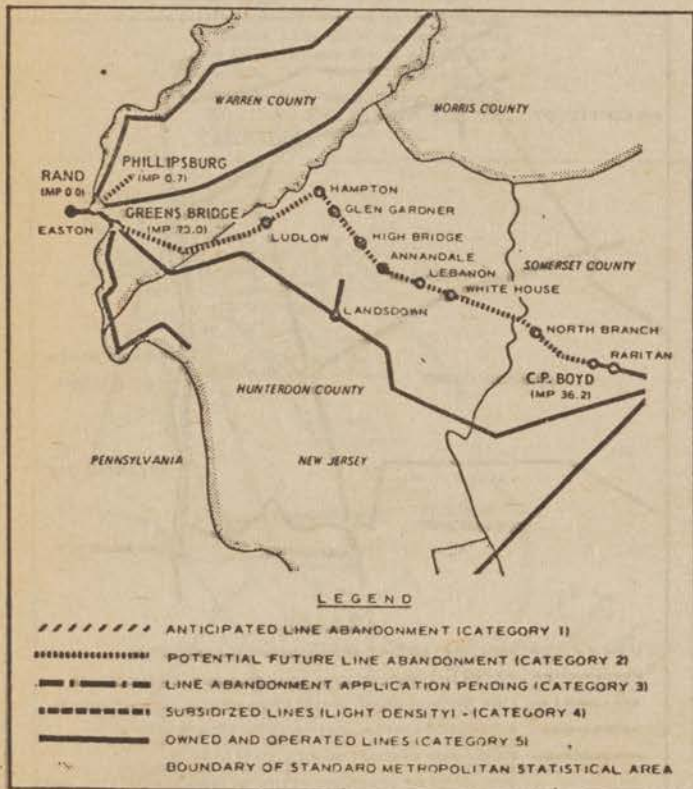 WARREN COUNTY
MORRIS COUNTY
PHILLIPSBURG
(MP 0.7)
RAND
(MP 0.0)
EASTON
GREENS BRIDGE
(MP 73.0)
HAMPTON
GLEN GARDNER
LUDLOW
HIGH BRIDGE
ANNANDALE
LEBANON
SOMERSET COUNTY
WHITE HOUSE
LANDSDOWN
NORTH BRANCH
RARITAN
C.P. BOYD
(MP 36.2)
HUNTERDON COUNTY
PENNSYLVANIA
NEW JERSEY
LEGEND
ANTICIPATED LINE ABANDONMENT (CATEGORY 1)
POTENTIAL FUTURE LINE ABANDONMENT (CATEGORY 2)
LINE ABANDONMENT APPLICATION PENDING (CATEGORY 3)
SUBSIDIZED LINES (LIGHT DENSITY) - (CATEGORY 4)
OWNED AND OPERATED LINES (CATEGORY 5)
BOUNDARY OF STANDARD METROPOLITAN STATISTICAL AREA